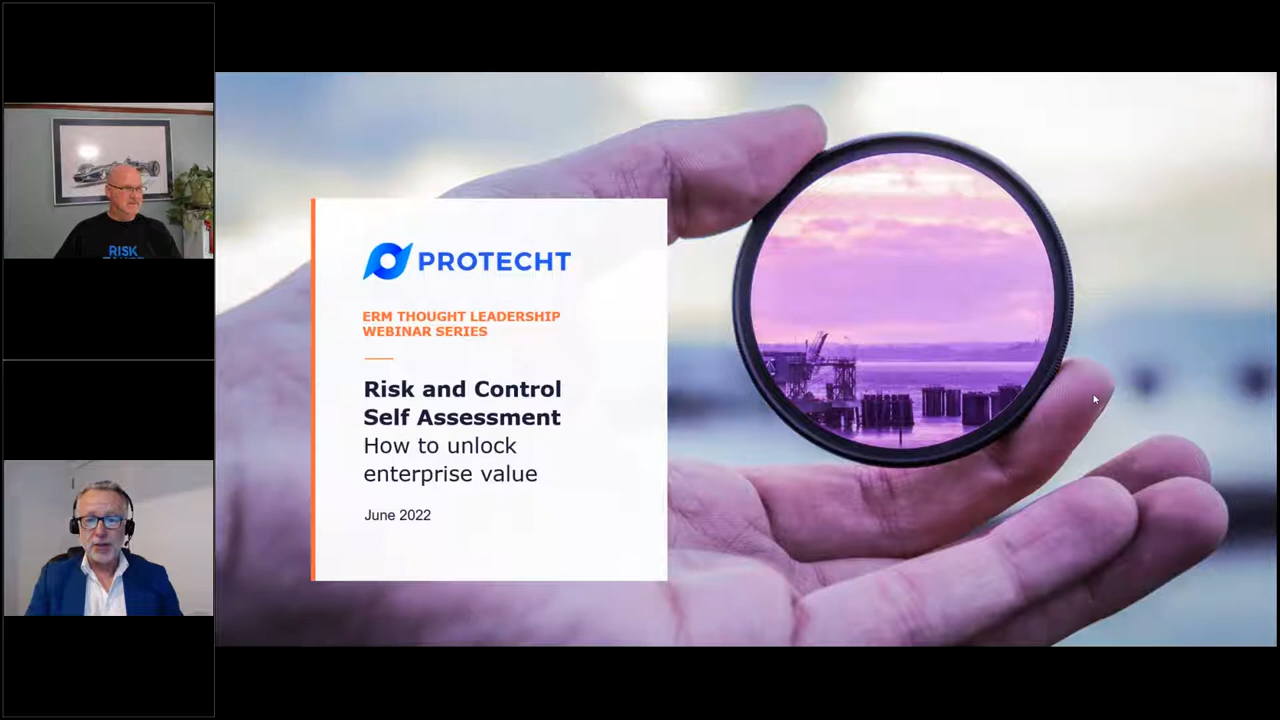 RISK
PROTECHT
ERM THOUGHT LEADERSHIP
WEBINAR SERIES
Risk and Control
Self Assessment
How to unlock
enterprise value
June 2022